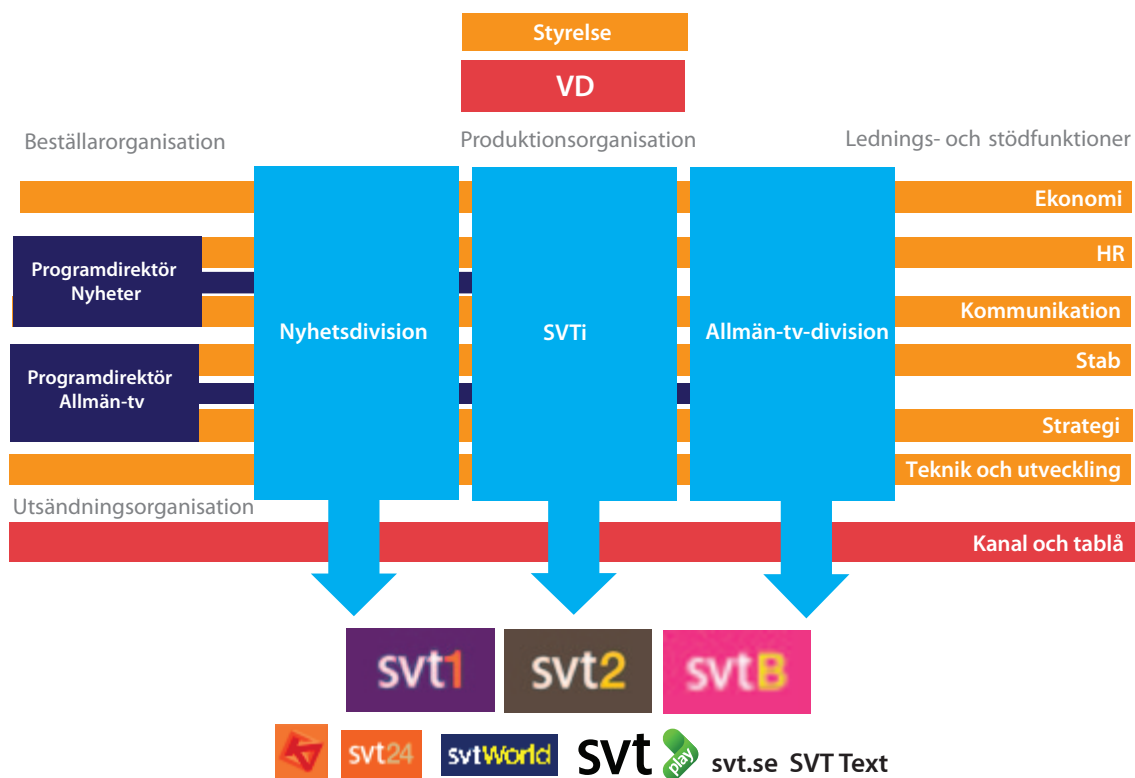 Styrelse
VD
Beställarorganisation
Produktionsorganisation
Lednings- och stödfunktioner
Ekonomi
HR
Programdirektör
Nyheter
Kommunikation
Nyhetsdivision
SVTi
Allmän-tv-division
Stab
Programdirektör
Allmän-tv
Strategi
Teknik och utveckling
Utsändningsorganisation
Kanal och tablå
svt1
svt2
svtB
svt24
svtWorld
svt play
svt.se SVT Text